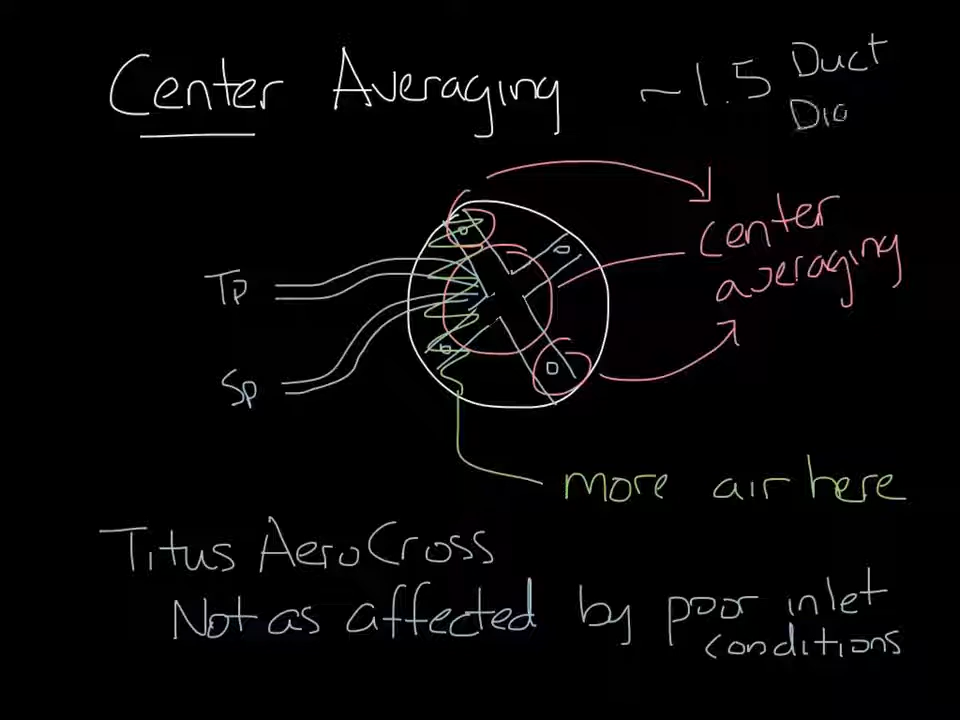 Center Averaging ~1.5 Duct
Dia
Tp
center
averaging
Sp
more air here
Titus AeroCross
Not as affected by poor inlet
conditions